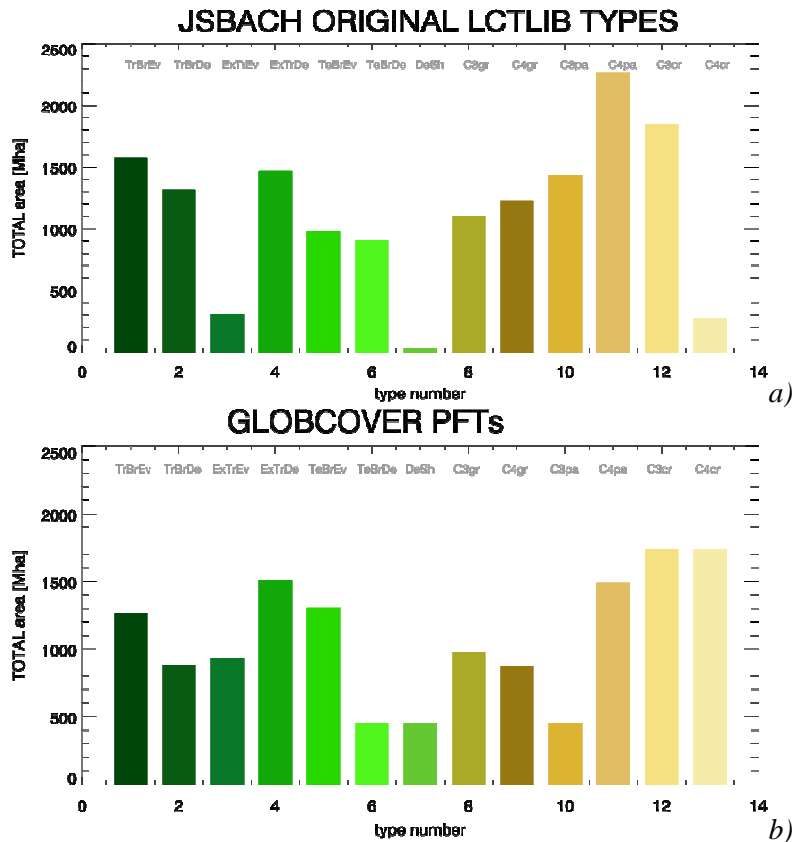 JSBACH ORIGINAL LCTLIB TYPES
2500
TrBrEv TrBrDe ExTrEv ExTrDe TeBrEv TeBrDe DeSh C3gr C4gr C3pa C4pa C3cr C4cr
2000
1500
1000
500
0
TOTAL area [Mha]
0 2 4 6 8 10 12 14
type number
a)
GLOBCOVER PFTs
2500
TrBrEv TrBrDe ExTrEv ExTrDe TeBrEv TeBrDe DeSh C3gr C4gr C3pa C4pa C3cr C4cr
2000
1500
1000
500
0
TOTAL area [Mha]
0 2 4 6 8 10 12 14
type number
b)